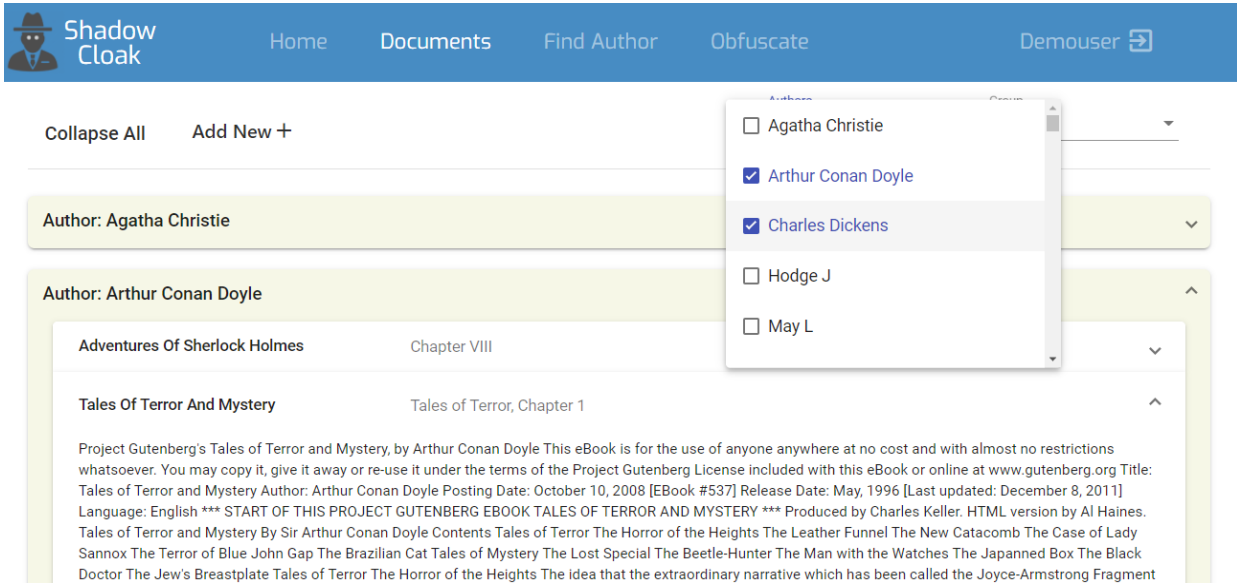 Shadow
Cloak
Home
Documents
Find Author
Obfuscate
Demouser
Collapse All
Add New +
Authors
Group
Agatha Christie
Arthur Conan Doyle
Charles Dickens
Hodge J
May L
Author: Agatha Christie
Author: Arthur Conan Doyle
Adventures Of Sherlock Holmes
Chapter VIII
Tales Of Terror And Mystery
Tales of Terror, Chapter 1
Project Gutenberg's Tales of Terror and Mystery, by Arthur Conan Doyle This eBook is for the use of anyone anywhere at no cost and with almost no restrictions
whatsoever. You may copy it, give it away or re-use it under the terms of the Project Gutenberg License included with this eBook or online at www.gutenberg.org Title:
Tales of Terror and Mystery Author: Arthur Conan Doyle Posting Date: October 10, 2008 [EBook #537] Release Date: May, 1996 [Last updated: December 8, 2011]
Language: English *** START OF THIS PROJECT GUTENBERG EBOOK TALES OF TERROR AND MYSTERY *** Produced by Charles Keller. HTML version by Al Haines.
Tales of Terror and Mystery By Sir Arthur Conan Doyle Contents Tales of Terror The Horror of the Heights The Leather Funnel The New Catacomb The Case of Lady
Sannox The Terror of Blue John Gap The Brazilian Cat Tales of Mystery The Lost Special The Beetle-Hunter The Man with the Watches The Japanned Box The Black
Doctor The Jew's Breastplate Tales of Terror The Horror of the Heights The idea that the extraordinary narrative which has been called the Joyce-Armstrong Fragment